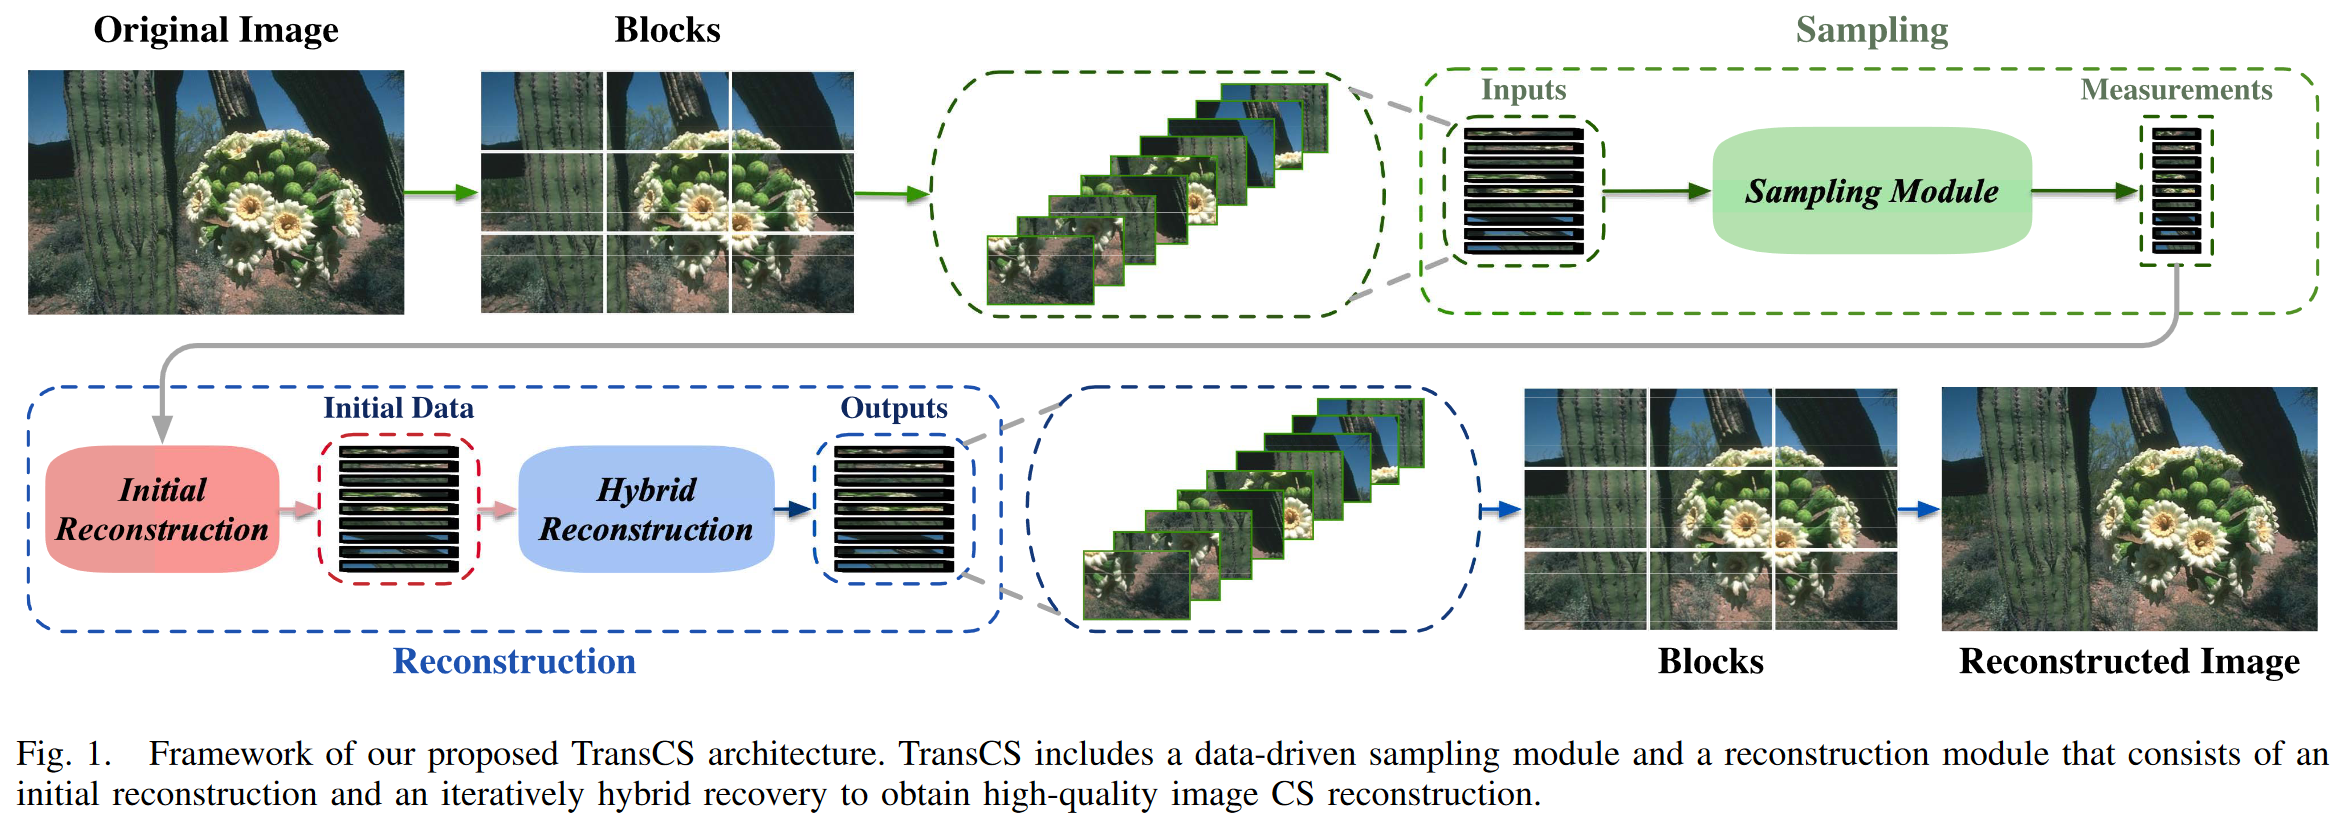 Original Image
Blocks
Sampling
Inputs
Measurements
Sampling Module
Initial Data
Outputs
Initial
Reconstruction
Hybrid
Reconstruction
Reconstruction
Blocks
Reconstructed Image
Fig. 1. Framework of our proposed TransCS architecture. TransCS includes a data-driven sampling module and a reconstruction module that consists of an
initial reconstruction and an iteratively hybrid recovery to obtain high-quality image CS reconstruction.